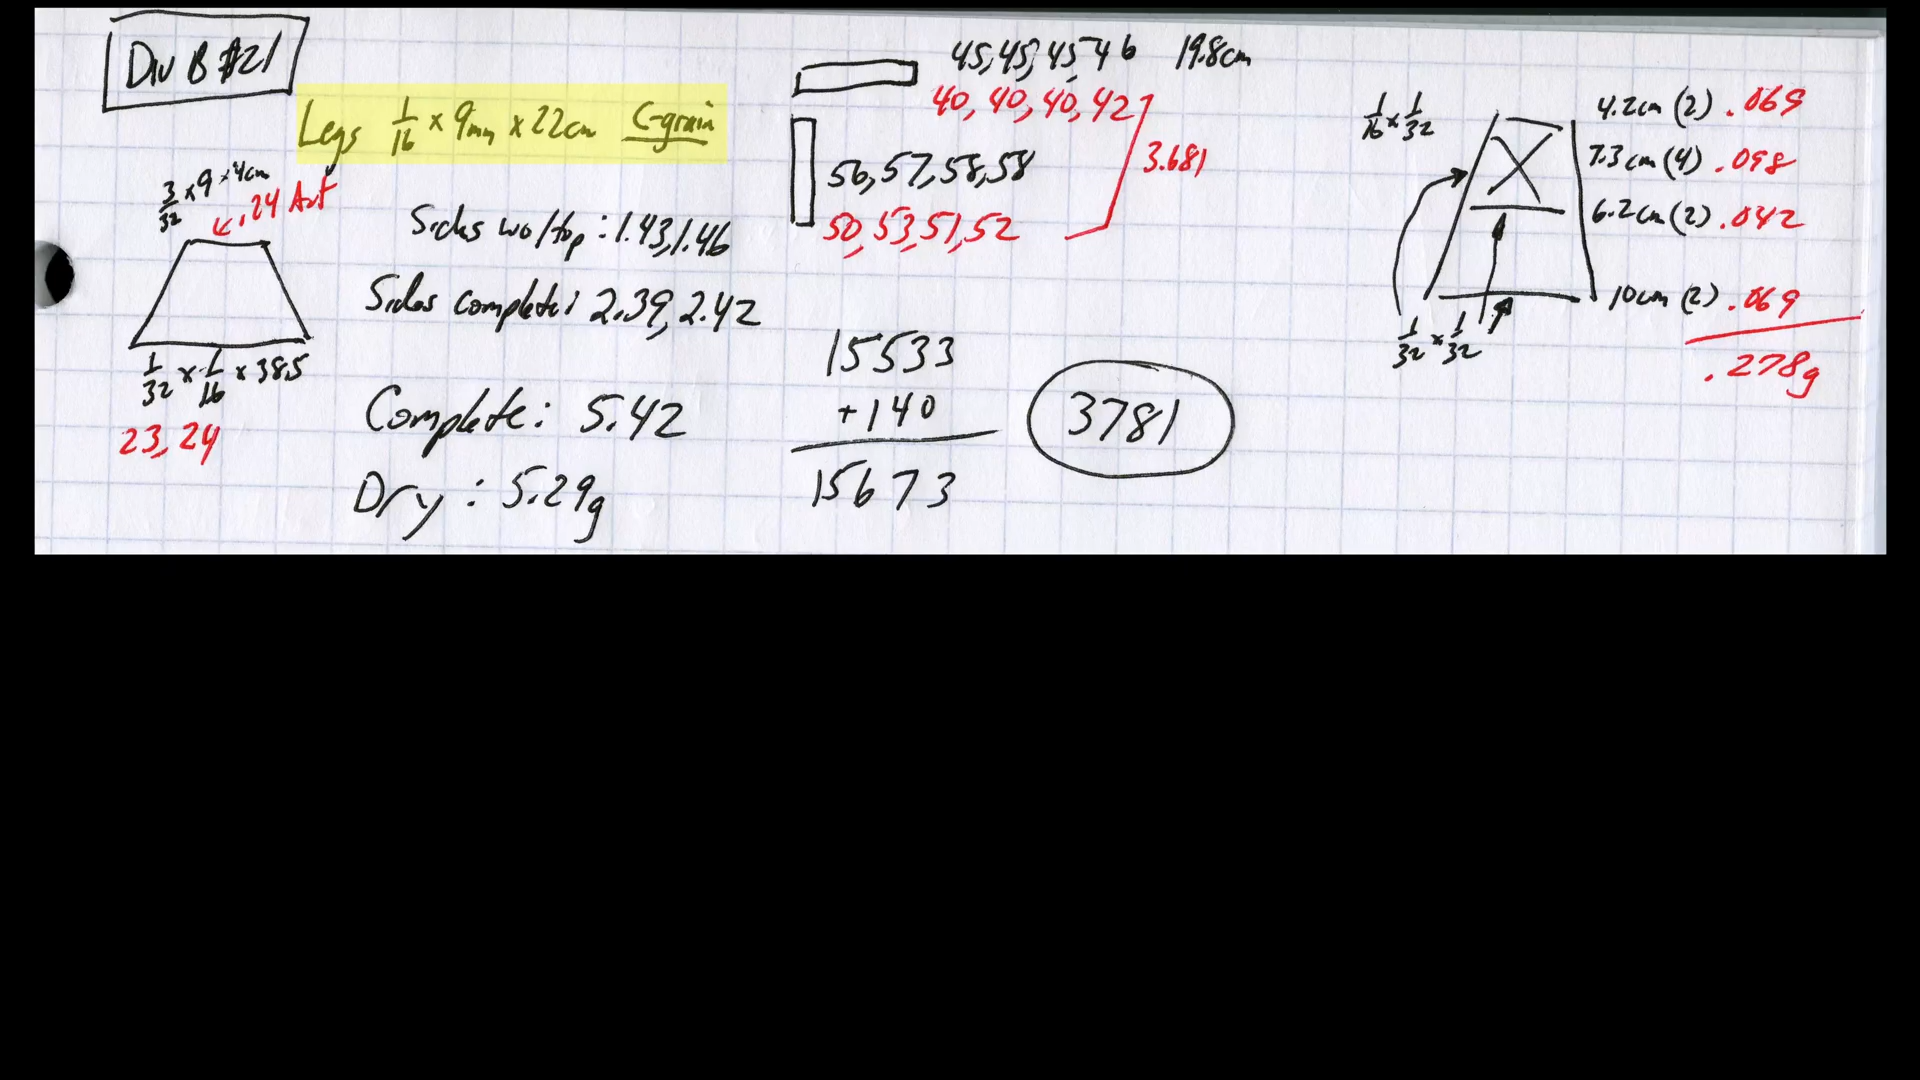 Div B #21
Legs 1/16 x 9mm x 22cm C-grain
3/32 x 9 x 4cm
.24 Avt
1/32 x 1/16 x 38.5
23, 24
Sides wo/top: 1.43, 1.46
Sides complete: 2.39, 2.42
Complete: 5.42
Dry: 5.29g
45, 45, 45 46 19.8cm
40, 40, 40, 42
56, 57, 58, 58
50, 53, 51, 52
3.681
15533
+140
15673
3781
1/16 x 1/32
4.2cm (2) .069
7.3cm (4) .098
6.2cm (2) .042
10cm (2) .069
1/32 x 1/32
.278g